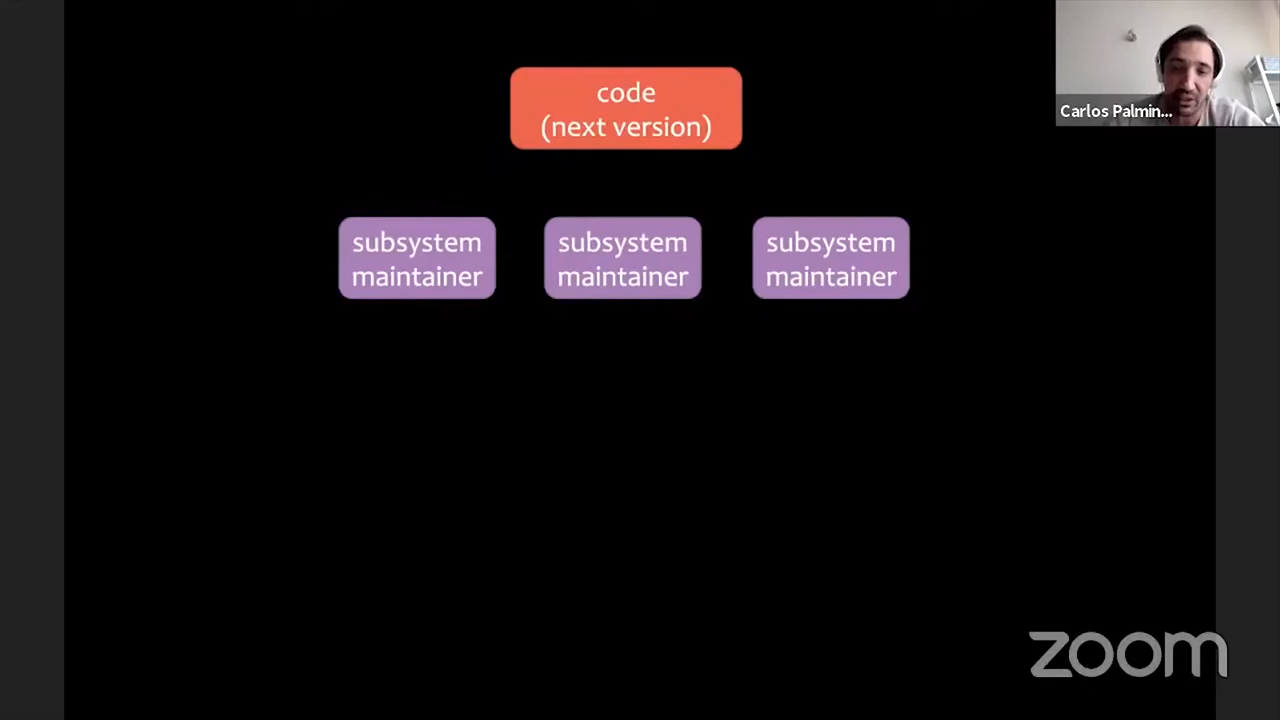 code
(next version)
Carlos Palmin...
subsystem
maintainer
subsystem
maintainer
subsystem
maintainer
zoom